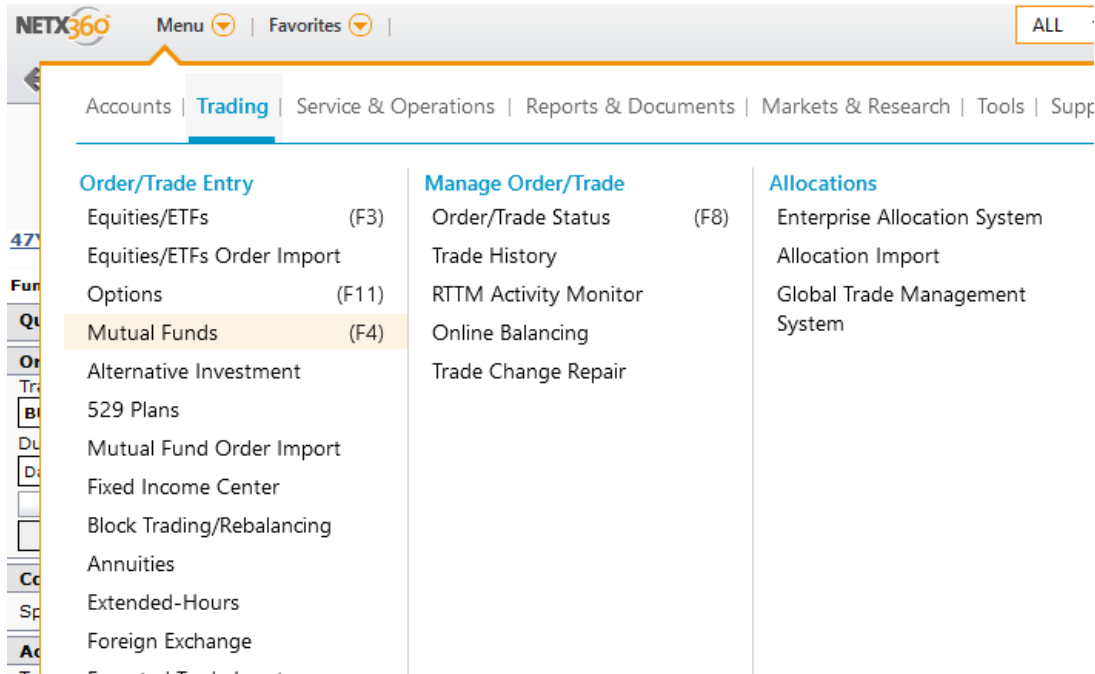 NETX360 Menu | Favorites | ALL
Accounts | Trading | Service & Operations | Reports & Documents | Markets & Research | Tools |
Order/Trade Entry
Equities/ETFs (F3)
Equities/ETFs Order Import
Options (F11)
Mutual Funds (F4)
Alternative Investment
529 Plans
Mutual Fund Order Import
Fixed Income Center
Block Trading/Rebalancing
Annuities
Extended-Hours
Foreign Exchange
Manage Order/Trade
Order/Trade Status (F8)
Trade History
RTTM Activity Monitor
Online Balancing
Trade Change Repair
Allocations
Enterprise Allocation System
Allocation Import
Global Trade Management
System